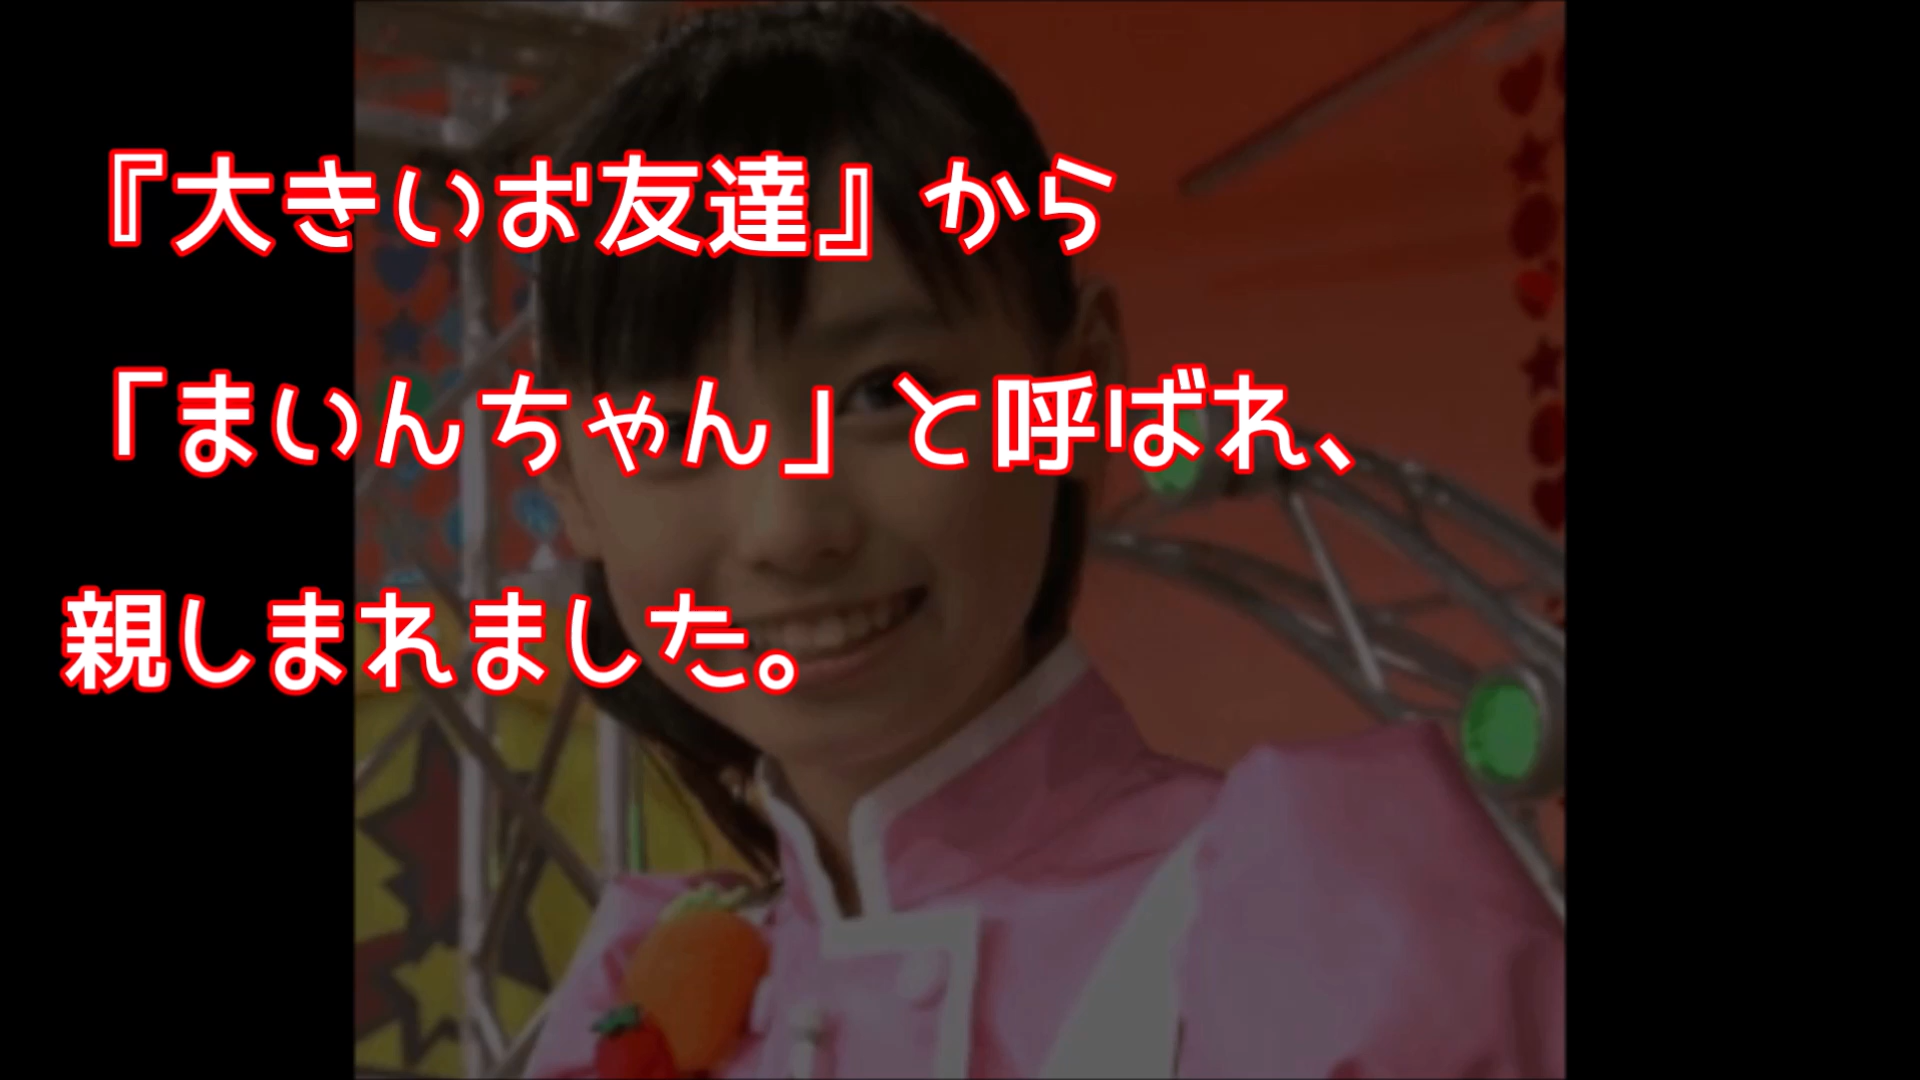 『大きいお友達』から
「まいんちゃん」と呼ばれ、
親しまれました。